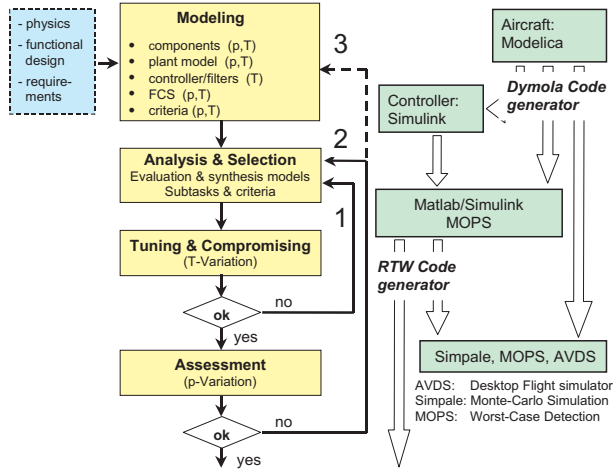 - physics
- functional
design
- require-
ments
Modeling
• components (p,T)
• plant model (p,T)
• controller/filters (T)
• FCS (p,T)
• criteria (p,T)
3
2
Analysis & Selection
Evaluation & synthesis models
Subtasks & criteria
1
Tuning & Compromising
(T-Variation)
ok
no
yes
Assessment
(p-Variation)
ok
no
yes
Aircraft:
Modelica
Dymola Code
generator
Controller:
Simulink
Matlab/Simulink
MOPS
RTW Code
generator
Simpale, MOPS, AVDS
AVDS: Desktop Flight simulator
Simpale: Monte-Carlo Simulation
MOPS: Worst-Case Detection